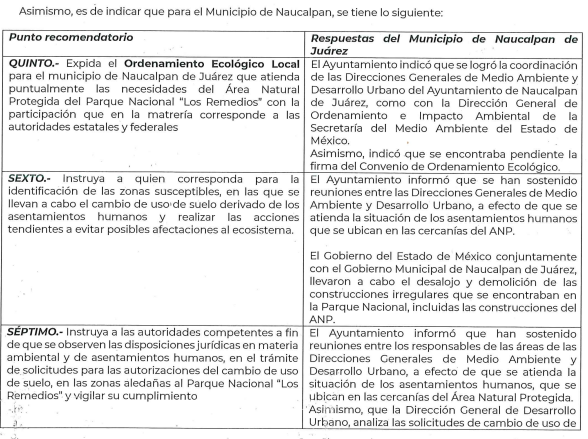 Asimismo, es de indicar que para el Municipio de Naucalpan, se tiene lo siguiente:
Punto recomendatorio
Respuestas del Municipio de Naucalpan de
Juárez
QUINTO.- Expida el Ordenamiento Ecológico Local
para el municipio de Naucalpan de Juárez que atienda
puntualmente las necesidades del Área Natural
Protegida del Parque Nacional "Los Remedios" con la
participación que en la matrería corresponde a las
autoridades estatales y federales
El Ayuntamiento indicó que se logró la coordinación
de las Direcciones Generales de Medio Ambiente y
Desarrollo Urbano del Ayuntamiento de Naucalpan
de Juárez, como con la Dirección General de
Ordenamiento e Impacto Ambiental de la
Secretaría del Medio Ambiente del Estado de
México.
Asimismo, indicó que se encontraba pendiente la
firma del Convenio de Ordenamiento Ecológico.
SEXTO.- Instruya a quien corresponda para la
identificación de las zonas susceptibles, en las que se
llevan a cabo el cambio de uso de suelo derivado de los
asentamientos humanos y realizar las acciones
tendientes a evitar posibles afectaciones al ecosistema.
El Ayuntamiento informó que se han sostenido
reuniones entre las Direcciones Generales de Medio
Ambiente y Desarrollo Urbano, a efecto de que se
atienda la situación de los asentamientos humanos
que se ubican en las cercanías del ANP.
El Gobierno del Estado de México conjuntamente
con el Gobierno Municipal de Naucalpan de Juárez,
llevaron a cabo el desalojo y demolición de las
construcciones irregulares que se encontraban en
la Parque Nacional, incluidas las construcciones del
ANP.
SÉPTIMO.- Instruya a las autoridades competentes a fin
de que se observen las disposiciones jurídicas en materia
ambiental y de asentamientos humanos, en el trámite
de solicitudes para las autorizaciones del cambio de uso
de suelo, en las zonas aledañas al Parque Nacional "Los
Remedios" y vigilar su cumplimiento
El Ayuntamiento informó que han sostenido
reuniones entre los responsables de las áreas de las
Direcciones Generales de Medio Ambiente y
Desarrollo Urbano, a efecto de que se atienda la
situación de los asentamientos humanos, que se
ubican en las cercanías del Área Natural Protegida.
Asimismo, que la Dirección General de Desarrollo
Urbano, analiza las solicitudes de cambio de uso de